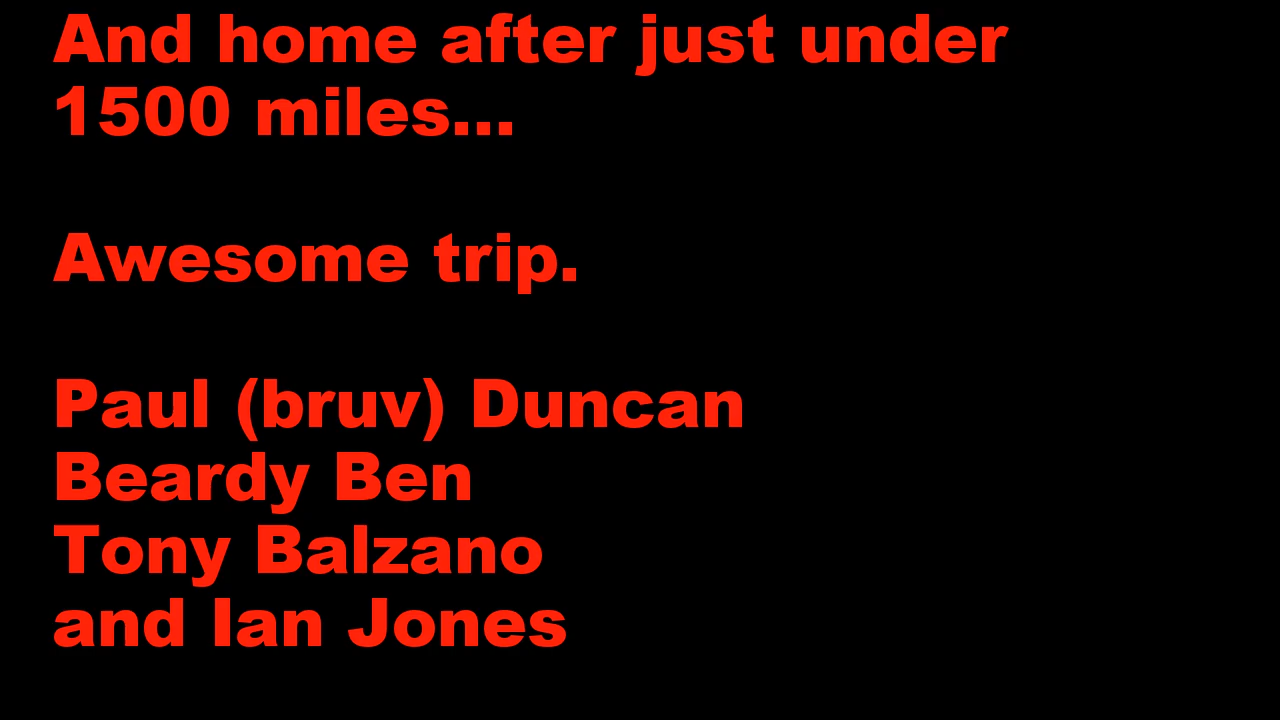 And home after just under
1500 miles...
Awesome trip.
Paul (bruv) Duncan
Beardy Ben
Tony Balzano
and Ian Jones